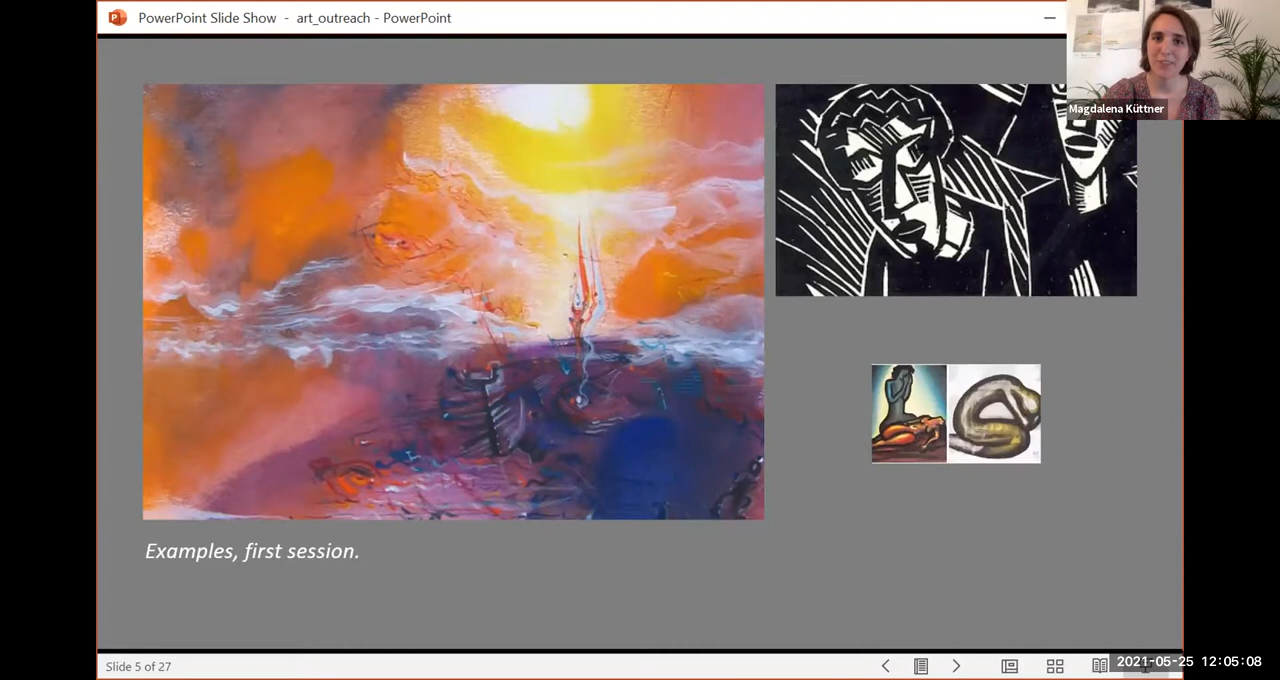 PowerPoint Slide Show - art_outreach - PowerPoint
Magdalena Küttner
Examples, first session.
Slide 5 of 27
2021-05-25 12:05:08